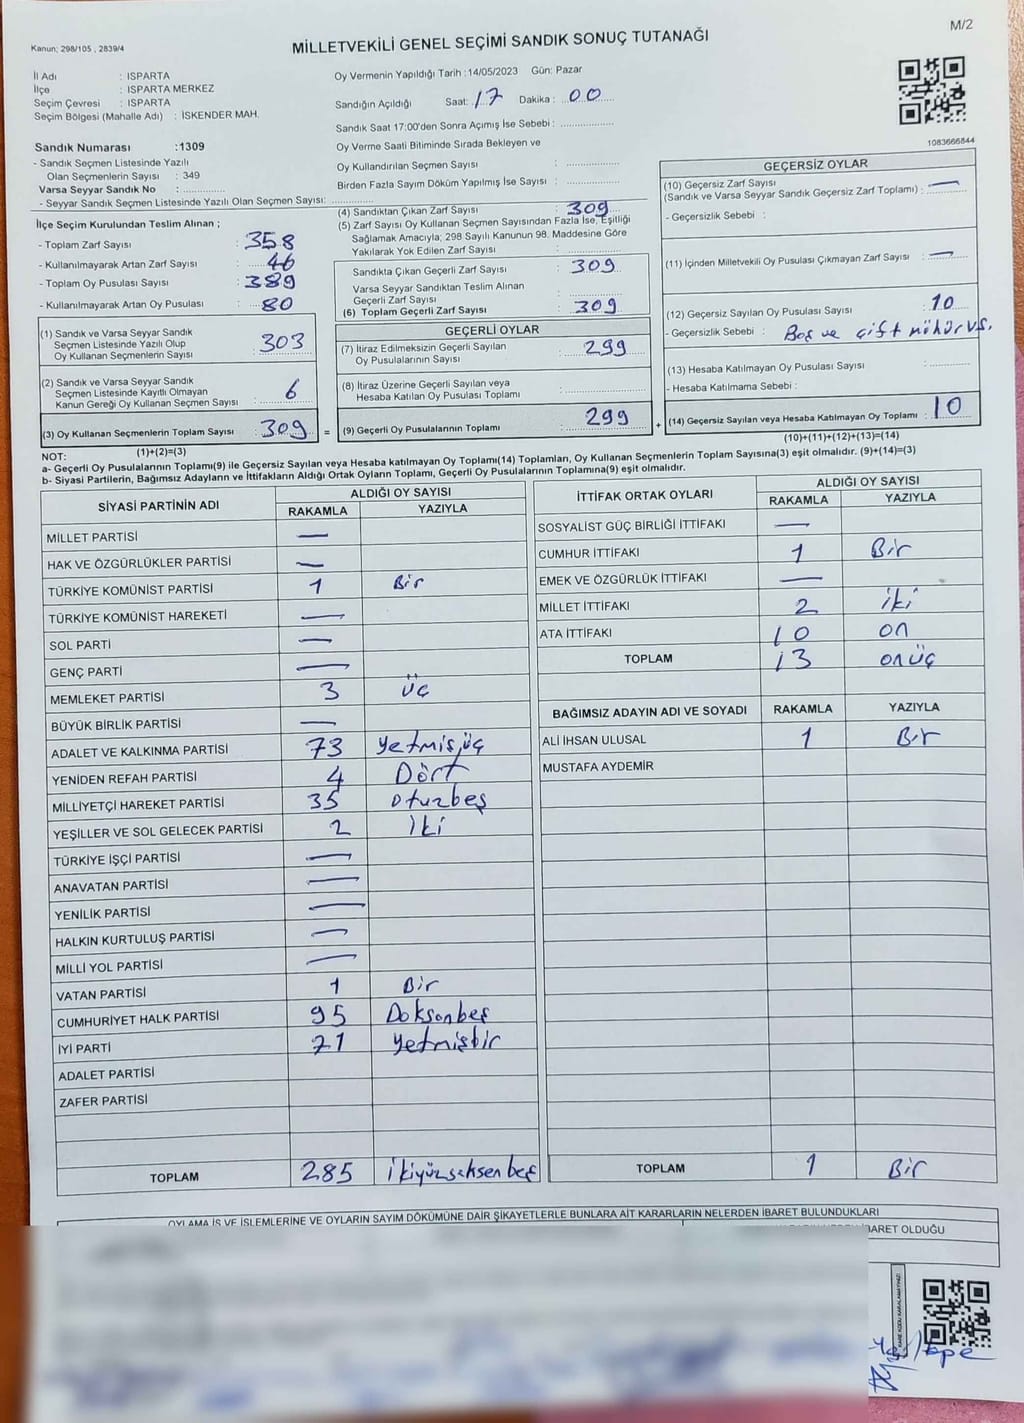 M/2
Kanun; 298/105 , 2839/4
MİLLETVEKİLİ GENEL SEÇİMİ SANDIK SONUÇ TUTANAĞI
İl Adı : ISPARTA
İlçe : ISPARTA MERKEZ
Seçim Çevresi : ISPARTA
Seçim Bölgesi (Mahalle Adı) : İSKENDER MAH.
Oy Vermenin Yapıldığı Tarih :14/05/2023 Gün: Pazar
Sandığın Açıldığı Saat: 17 Dakika : 00
Sandık Saat 17:00'den Sonra Açımış İse Sebebi :
Sandık Numarası :1309
- Sandık Seçmen Listesinde Yazılı
Olan Seçmenlerin Sayısı : 349
Varsa Seyyar Sandık No :
- Seyyar Sandık Seçmen Listesinde Yazılı Olan Seçmen Sayısı:
Oy Verme Saati Bitiminde Sırada Bekleyen ve
Oy Kullandırılan Seçmen Sayısı :
Birden Fazla Sayım Döküm Yapılmış İse Sayısı :
1083666844
İlçe Seçim Kurulundan Teslim Alınan ;
- Toplam Zarf Sayısı : 358
- Kullanılmayarak Artan Zarf Sayısı : 46
- Toplam Oy Pusulası Sayısı : 389
- Kullanılmayarak Artan Oy Pusulası : 80
(1) Sandık ve Varsa Seyyar Sandık
Seçmen Listesinde Yazılı Olup
Oy Kullanan Seçmenlerin Sayısı : 303
(2) Sandık ve Varsa Seyyar Sandık
Seçmen Listesinde Kayıtlı Olmayan
Kanun Gereği Oy Kullanan Seçmen Sayısı : 6
(3) Oy Kullanan Seçmenlerin Toplam Sayısı : 309 =
(1)+(2)=(3)
(4) Sandıktan Çıkan Zarf Sayısı : 309
(5) Zarf Sayısı Oy Kullanan Seçmen Sayısından Fazla İse, Eşitliği
Sağlamak Amacıyla; 298 Sayılı Kanunun 98. Maddesine Göre
Yakılarak Yok Edilen Zarf Sayısı :
Sandıkta Çıkan Geçerli Zarf Sayısı : 309
Varsa Seyyar Sandıktan Teslim Alınan
Geçerli Zarf Sayısı :
(6) Toplam Geçerli Zarf Sayısı : 309
GEÇERLİ OYLAR
(7) İtiraz Edilmeksizin Geçerli Sayılan
Oy Pusulalarının Sayısı : 299
(8) İtiraz Üzerine Geçerli Sayılan veya
Hesaba Katılan Oy Pusulası Toplamı :
(9) Geçerli Oy Pusulalarının Toplamı : 299 +
GEÇERSİZ OYLAR
(10) Geçersiz Zarf Sayısı
(Sandık ve Varsa Seyyar Sandık Geçersiz Zarf Toplamı) : —
- Geçersizlik Sebebi :
(11) İçinden Milletvekili Oy Pusulası Çıkmayan Zarf Sayısı : —
(12) Geçersiz Sayılan Oy Pusulası Sayısı : 10
- Geçersizlik Sebebi : Boş ve çift mühür vs.
(13) Hesaba Katılmayan Oy Pusulası Sayısı :
- Hesaba Katılmama Sebebi :
(14) Geçersiz Sayılan veya Hesaba Katılmayan Oy Toplamı : 10
(10)+(11)+(12)+(13)=(14)
NOT:
a- Geçerli Oy Pusulalarının Toplamı(9) ile Geçersiz Sayılan veya Hesaba katılmayan Oy Toplamı(14) Toplamları, Oy Kullanan Seçmenlerin Toplam Sayısına(3) eşit olmalıdır. (9)+(14)=(3)
b- Siyasi Partilerin, Bağımsız Adayların ve İttifakların Aldığı Ortak Oyların Toplamı, Geçerli Oy Pusulalarının Toplamına(9) eşit olmalıdır.
SİYASİ PARTİNİN ADI ALDIĞI OY SAYISI
RAKAMLA YAZIYLA
MİLLET PARTİSİ —
HAK VE ÖZGÜRLÜKLER PARTİSİ —
TÜRKİYE KOMÜNİST PARTİSİ 1 Bir
TÜRKİYE KOMÜNİST HAREKETİ —
SOL PARTİ —
GENÇ PARTİ —
MEMLEKET PARTİSİ 3 üç
BÜYÜK BİRLİK PARTİSİ —
ADALET VE KALKINMA PARTİSİ 73 yetmiş üç
YENİDEN REFAH PARTİSİ 4 Dört
MİLLİYETÇİ HAREKET PARTİSİ 35 otuzbeş
YEŞİLLER VE SOL GELECEK PARTİSİ 2 İki
TÜRKİYE İŞÇİ PARTİSİ —
ANAVATAN PARTİSİ —
YENİLİK PARTİSİ —
HALKIN KURTULUŞ PARTİSİ —
MİLLİ YOL PARTİSİ —
VATAN PARTİSİ 1 Bir
CUMHURİYET HALK PARTİSİ 95 Doksanbeş
İYİ PARTİ 71 yetmişbir
ADALET PARTİSİ
ZAFER PARTİSİ
TOPLAM 285 ikiyüzseksenbeş
İTTİFAK ORTAK OYLARI ALDIĞI OY SAYISI
RAKAMLA YAZIYLA
SOSYALİST GÜÇ BİRLİĞİ İTTİFAKI —
CUMHUR İTTİFAKI 1 Bir
EMEK VE ÖZGÜRLÜK İTTİFAKI —
MİLLET İTTİFAKI 2 iki
ATA İTTİFAKI 10 on
TOPLAM 13 onüç
BAĞIMSIZ ADAYIN ADI VE SOYADI RAKAMLA YAZIYLA
ALİ İHSAN ULUSAL 1 Bir
MUSTAFA AYDEMİR
TOPLAM 1 Bir
OYLAMA İŞ VE İŞLEMLERİNE VE OYLARIN SAYIM DÖKÜMÜNE DAİR ŞİKAYETLERLE BUNLARA AİT KARARLARIN NELERDEN İBARET BULUNDUKLARI
İBARET OLDUĞU